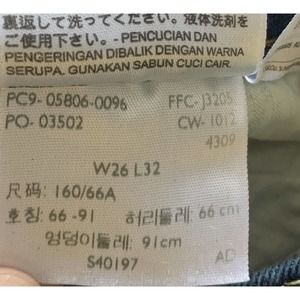 裏返して洗ってください。液体洗剤を
ご使用下さい。-PENCUCIAN DAN
PENGERINGAN DIBALIK DENGAN WARNA
SERUPA. GUNAKAN SABUN CUCI CAIR.
PC9- 05806-0096 FFC-J3205
PO- 03502 CW-1012
4309
W26 L32
尺码: 160/66A
호칭: 66 -91 허리둘레: 66 cm
엉덩이둘레: 91cm
S40197 AD